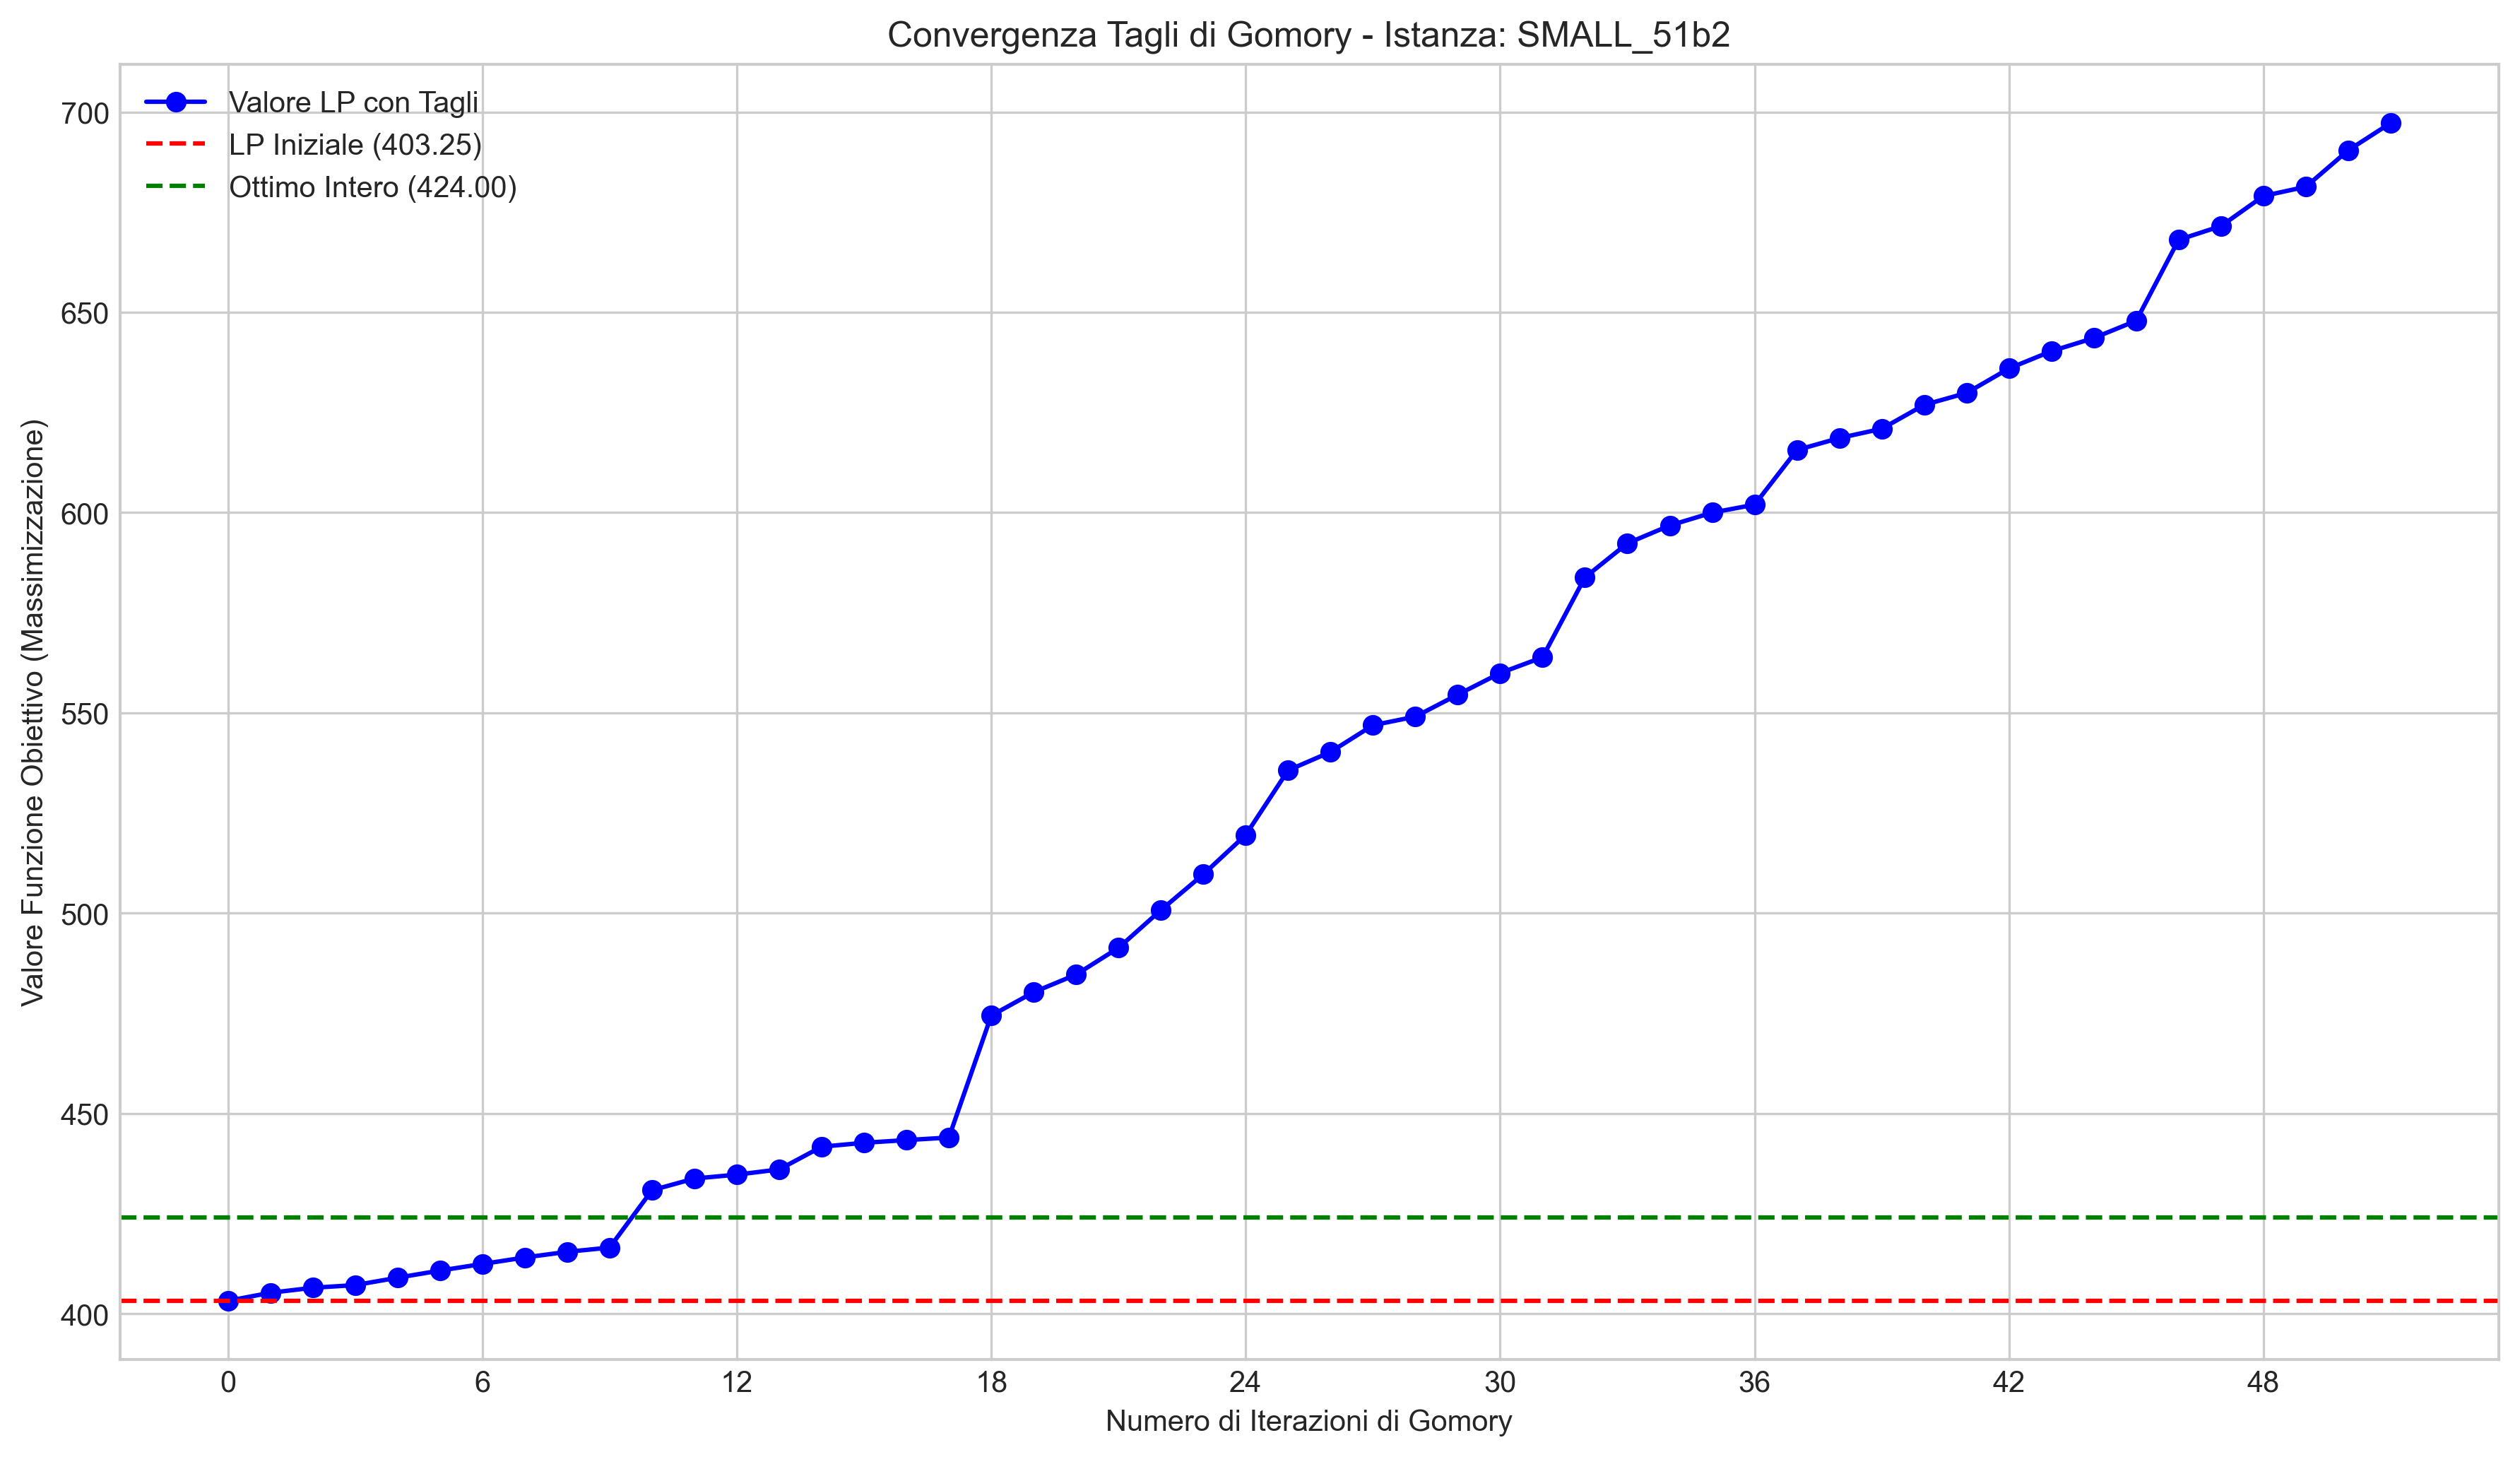 Convergenza Tagli di Gomory - Istanza: SMALL_51b2
Valore LP con Tagli
LP Iniziale (403.25)
Ottimo Intero (424.00)
Valore Funzione Obiettivo (Massimizzazione)
700
650
600
550
500
450
400
0 6 12 18 24 30 36 42 48
Numero di Iterazioni di Gomory